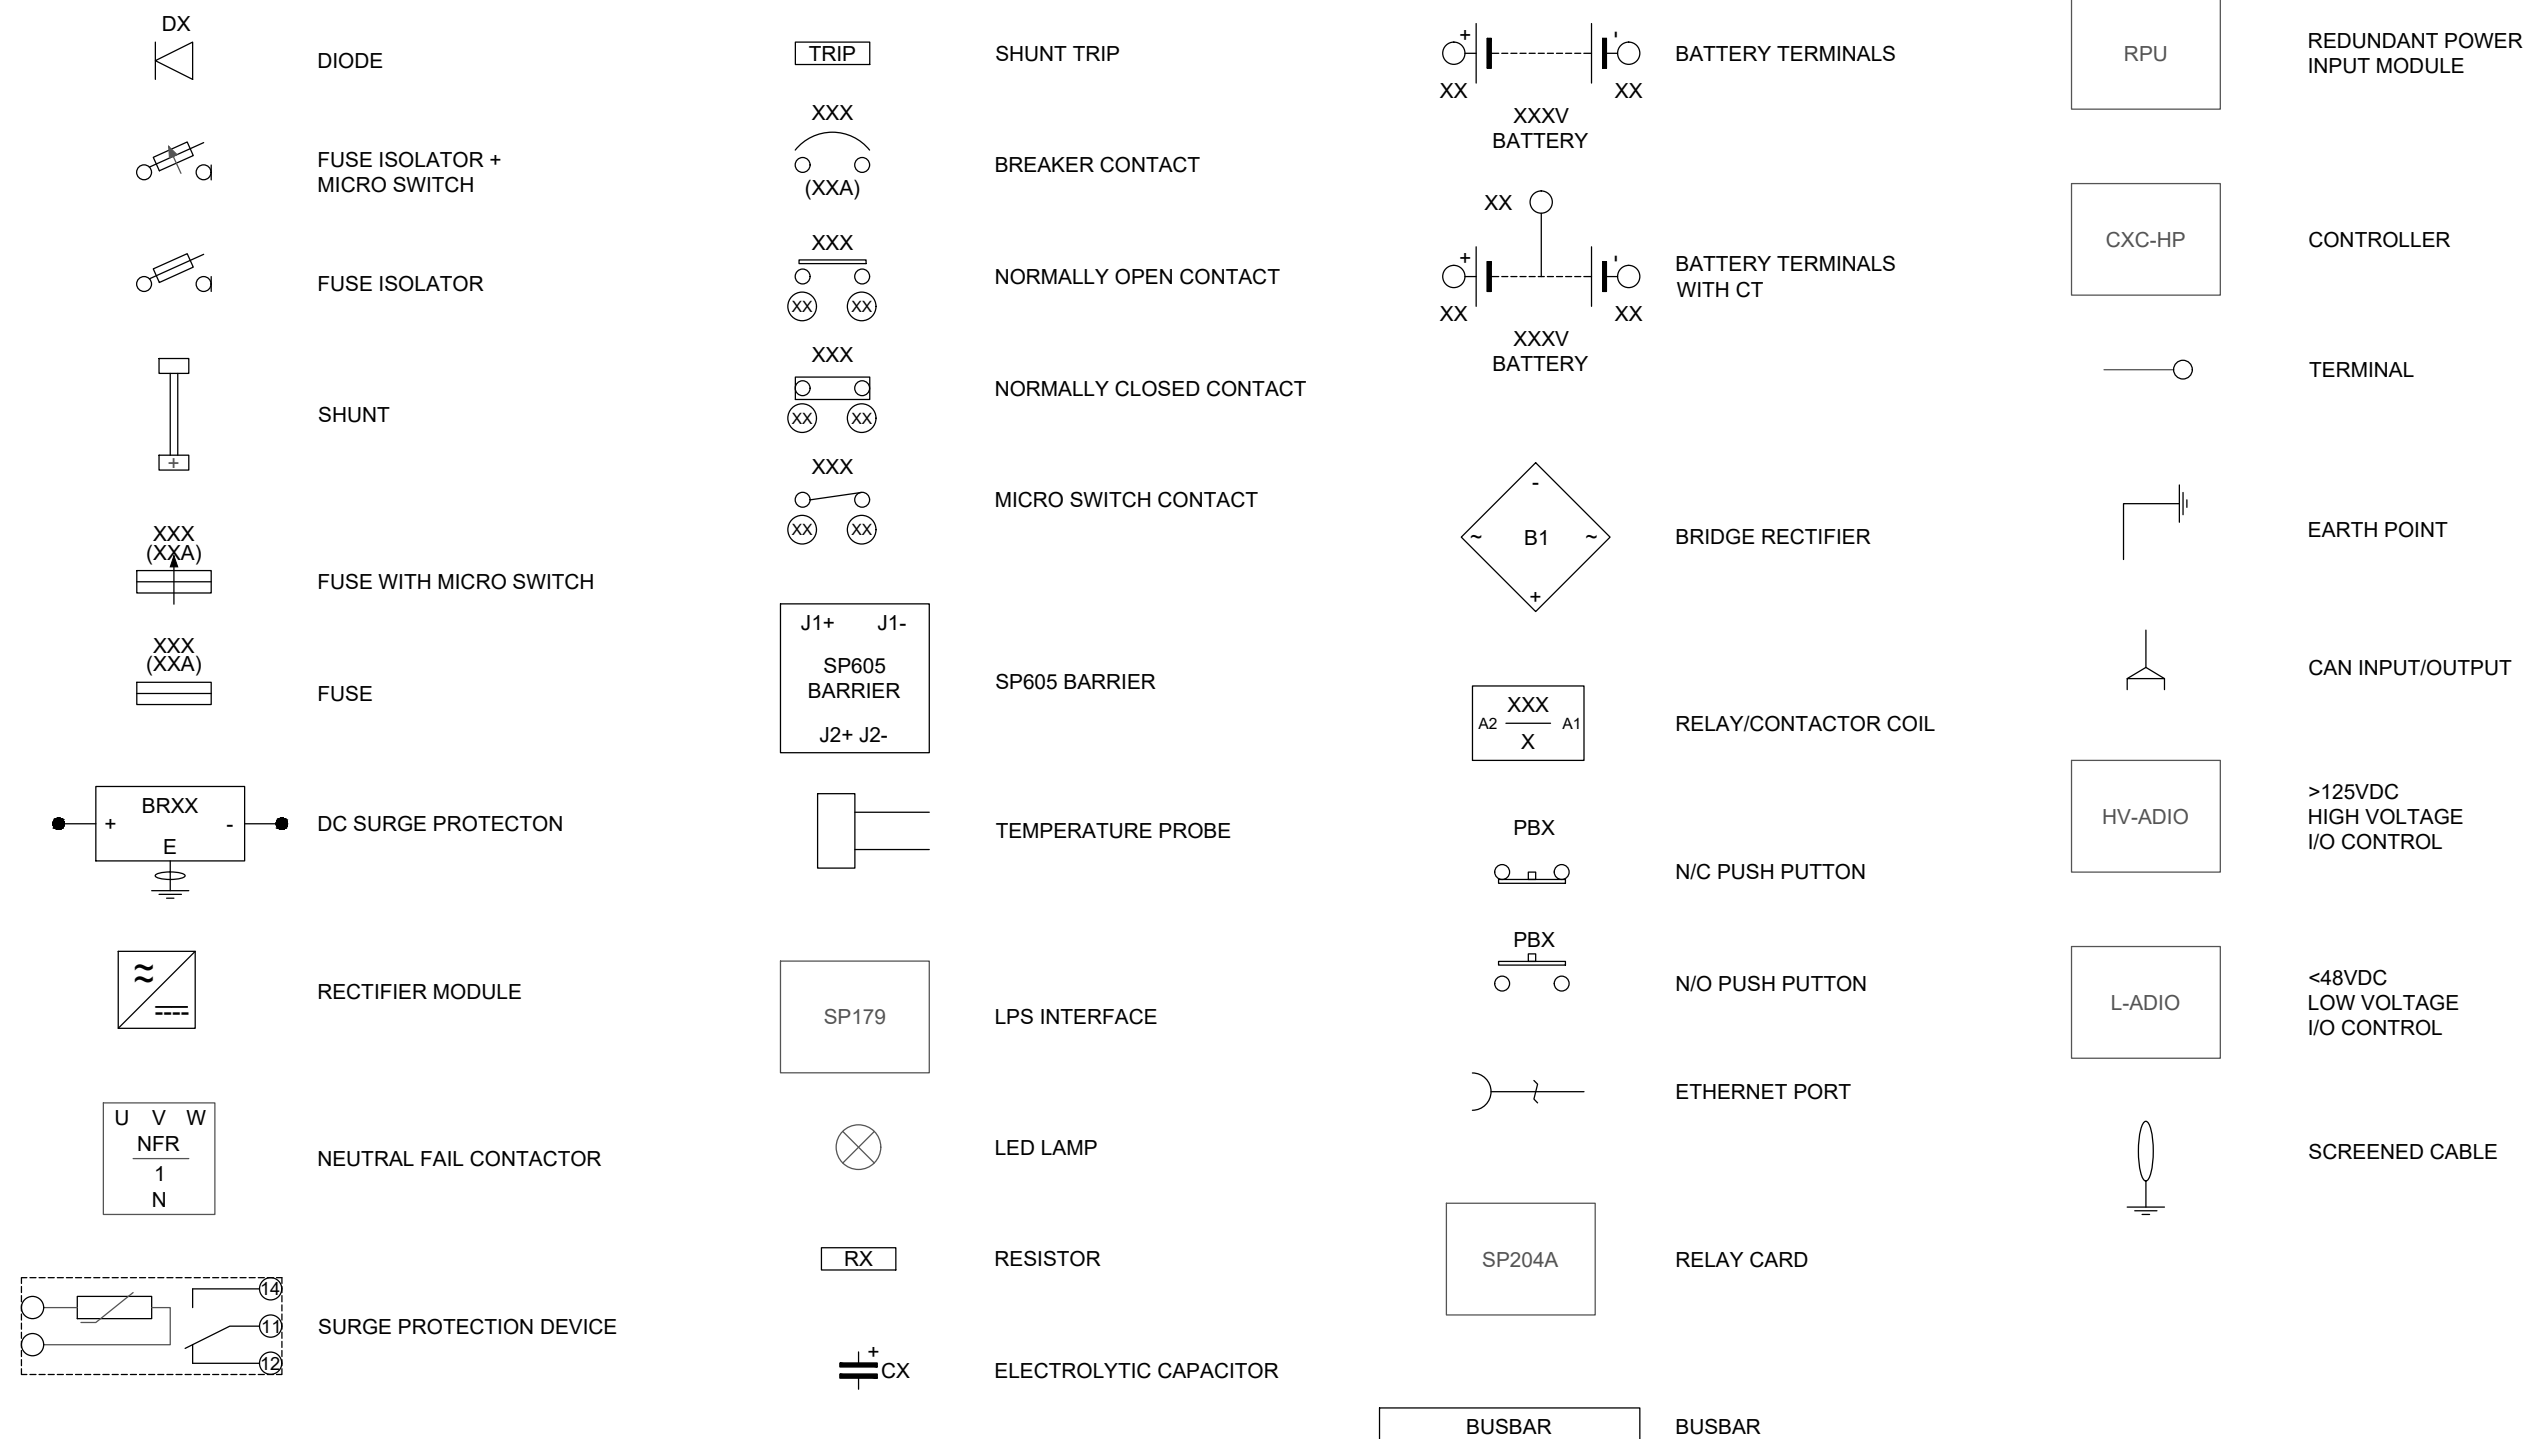 DX
DIODE
FUSE ISOLATOR +
MICRO SWITCH
FUSE ISOLATOR
+
SHUNT
XXX
(XXA)
FUSE WITH MICRO SWITCH
XXX
(XXA)
FUSE
BRXX
+ -
E
DC SURGE PROTECTON
≈
RECTIFIER MODULE
U V W
NFR
1
N
NEUTRAL FAIL CONTACTOR
14
11
12
SURGE PROTECTION DEVICE
TRIP
SHUNT TRIP
XXX
(XXA)
BREAKER CONTACT
XXX
XX XX
NORMALLY OPEN CONTACT
XXX
XX XX
NORMALLY CLOSED CONTACT
XXX
XX XX
MICRO SWITCH CONTACT
J1+ J1-
SP605
BARRIER
J2+ J2-
SP605 BARRIER
TEMPERATURE PROBE
SP179
LPS INTERFACE
LED LAMP
RX
RESISTOR
+
CX
ELECTROLYTIC CAPACITOR
+ -
XX XX
XXXV
BATTERY
BATTERY TERMINALS
XX
+ -
XX XX
XXXV
BATTERY
BATTERY TERMINALS
WITH CT
-
~ B1 ~
+
BRIDGE RECTIFIER
XXX
A2 A1
X
RELAY/CONTACTOR COIL
PBX
N/C PUSH PUTTON
PBX
N/O PUSH PUTTON
ETHERNET PORT
SP204A
RELAY CARD
BUSBAR
BUSBAR
RPU
REDUNDANT POWER
INPUT MODULE
CXC-HP
CONTROLLER
TERMINAL
EARTH POINT
CAN INPUT/OUTPUT
HV-ADIO
>125VDC
HIGH VOLTAGE
I/O CONTROL
L-ADIO
<48VDC
LOW VOLTAGE
I/O CONTROL
SCREENED CABLE